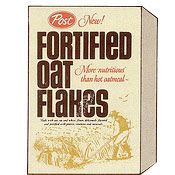 Post New!
FORTIFIED
OAT
FLAKES
More nutritious
than hot oatmeal—